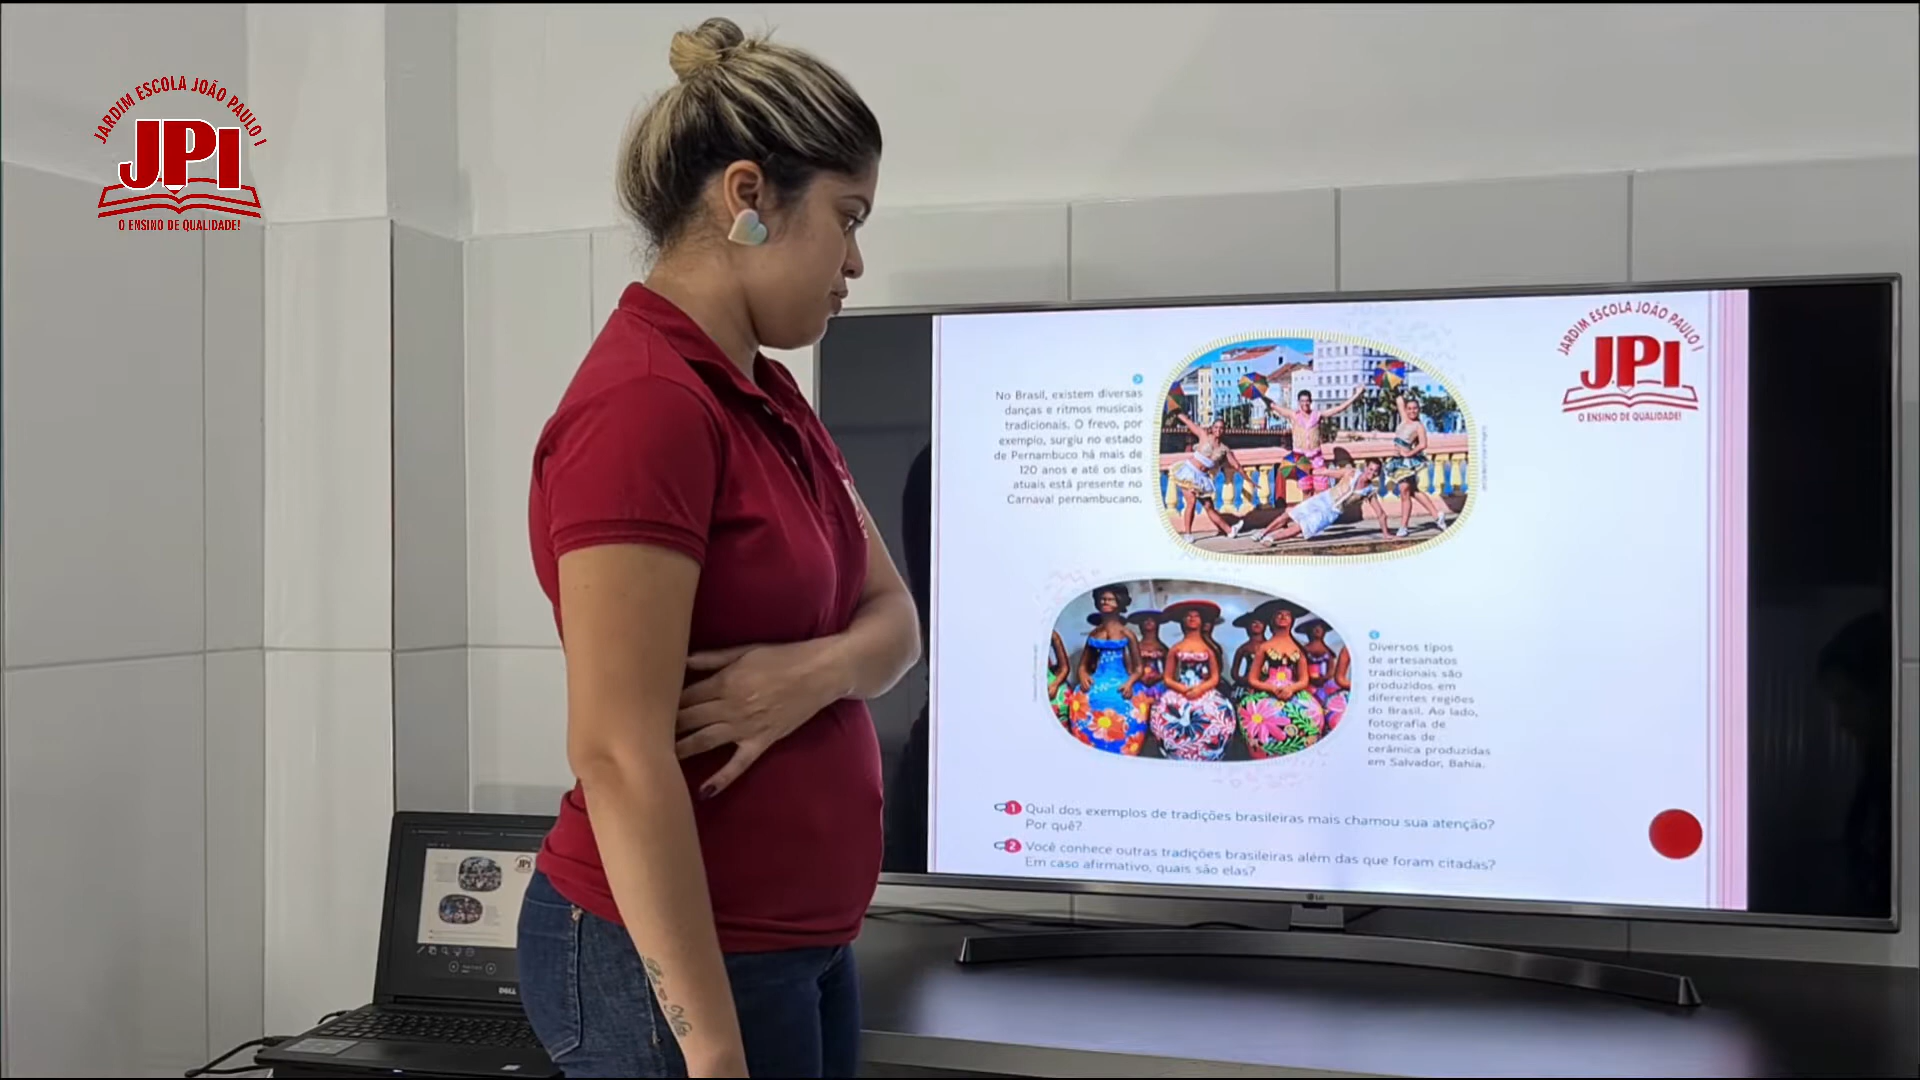 JARDIM ESCOLA JOÃO PAULO I
JPI
O ENSINO DE QUALIDADE!
JARDIM ESCOLA JOÃO PAULO I
JPI
O ENSINO DE QUALIDADE!
No Brasil, existem diversas
danças e ritmos musicais
tradicionais. O frevo, por
exemplo, surgiu no estado
de Pernambuco há mais de
120 anos e até os dias
atuais está presente no
Carnaval pernambucano.
Diversos tipos
de artesanatos
tradicionais são
produzidos em
diferentes regiões
do Brasil. Ao lado,
fotografia de
bonecas de
cerâmica produzidas
em Salvador, Bahia.
1 Qual dos exemplos de tradições brasileiras mais chamou sua atenção?
Por quê?
2 Você conhece outras tradições brasileiras além das que foram citadas?
Em caso afirmativo, quais são elas?
LG
DELL